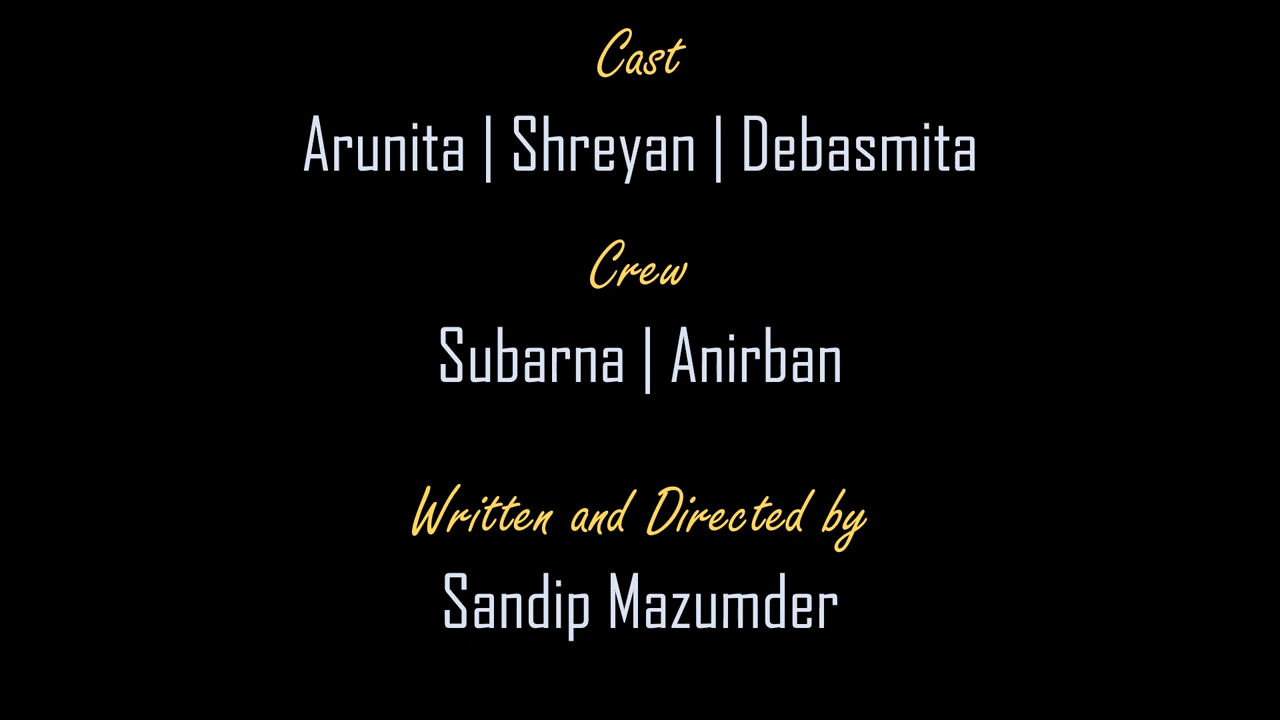 Cast
Arunita | Shreyan | Debasmita
Crew
Subarna | Anirban
Written and Directed by
Sandip Mazumder